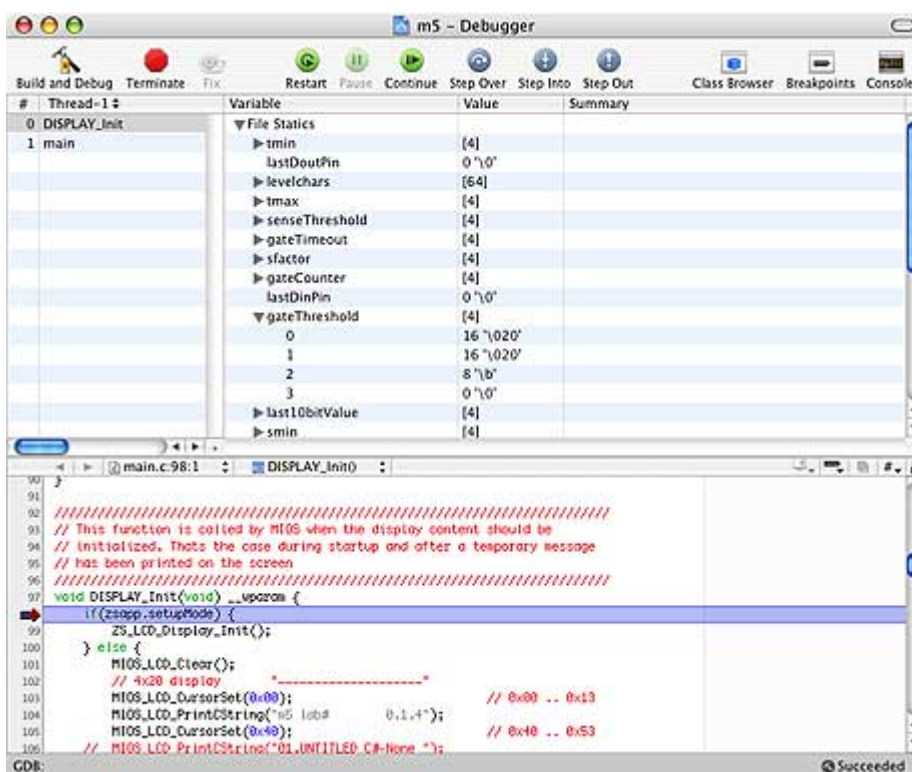 m5 – Debugger
Build and Debug Terminate Fix Restart Pause Continue Step Over Step Into Step Out Class Browser Breakpoints Console
# Thread-1 Variable Value Summary
0 DISPLAY_Init File Statics
1 main tmin [4]
lastDoutPin 0 '\0'
levelchars [64]
tmax [4]
senseThreshold [4]
gateTimeout [4]
sfactor [4]
gateCounter [4]
lastDinPin 0 '\0'
gateThreshold [4]
0 16 '\020'
1 16 '\020'
2 8 '\b'
3 0 '\0'
last10bitValue [4]
smin [4]
main.c:98:1 DISPLAY_Init() #
90 }
91
92 /////////////////////////////////////////////////////////////////////////////
93 // This function is called by MIOS when the display content should be
94 // initialized. Thats the case during startup and after a temporary message
95 // has been printed on the screen
96 /////////////////////////////////////////////////////////////////////////////
97 void DISPLAY_Init(void) __wparam {
if(zsapp.setupMode) {
99 ZS_LCD_Display_Init();
100 } else {
101 MIOS_LCD_Clear();
102 // 4x20 display "--------------------"
103 MIOS_LCD_CursorSet(0x00); // 0x00 .. 0x13
104 MIOS_LCD_PrintCString("m5 lab# 0.1.4");
105 MIOS_LCD_CursorSet(0x40); // 0x40 .. 0x53
106 // MIOS_LCD_PrintCString("01.UNTITLED C#-None ");
GDB: Succeeded